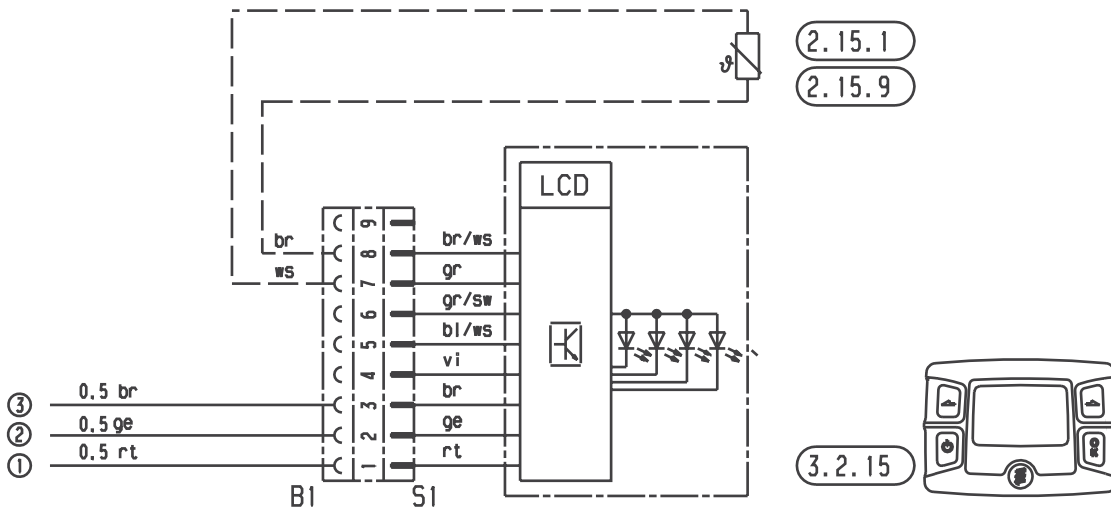 2.15.1
ϑ
2.15.9
LCD
9
br 8 br/ws
ws 7 gr
6 gr/sw
5 bl/ws
4 vi
3 0.5 br 3 br
2 0.5 ge 2 ge
1 0.5 rt 1 rt
3.2.15
B1 S1